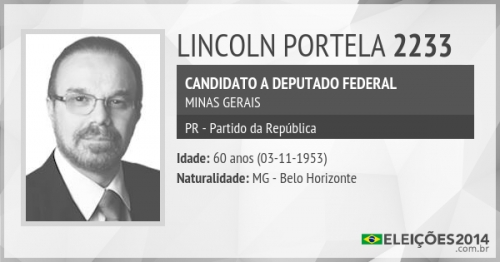 LINCOLN PORTELA 2233
CANDIDATO A DEPUTADO FEDERAL
MINAS GERAIS
PR - Partido da República
Idade: 60 anos (03-11-1953)
Naturalidade: MG - Belo Horizonte
ELEIÇÕES2014
.com.br